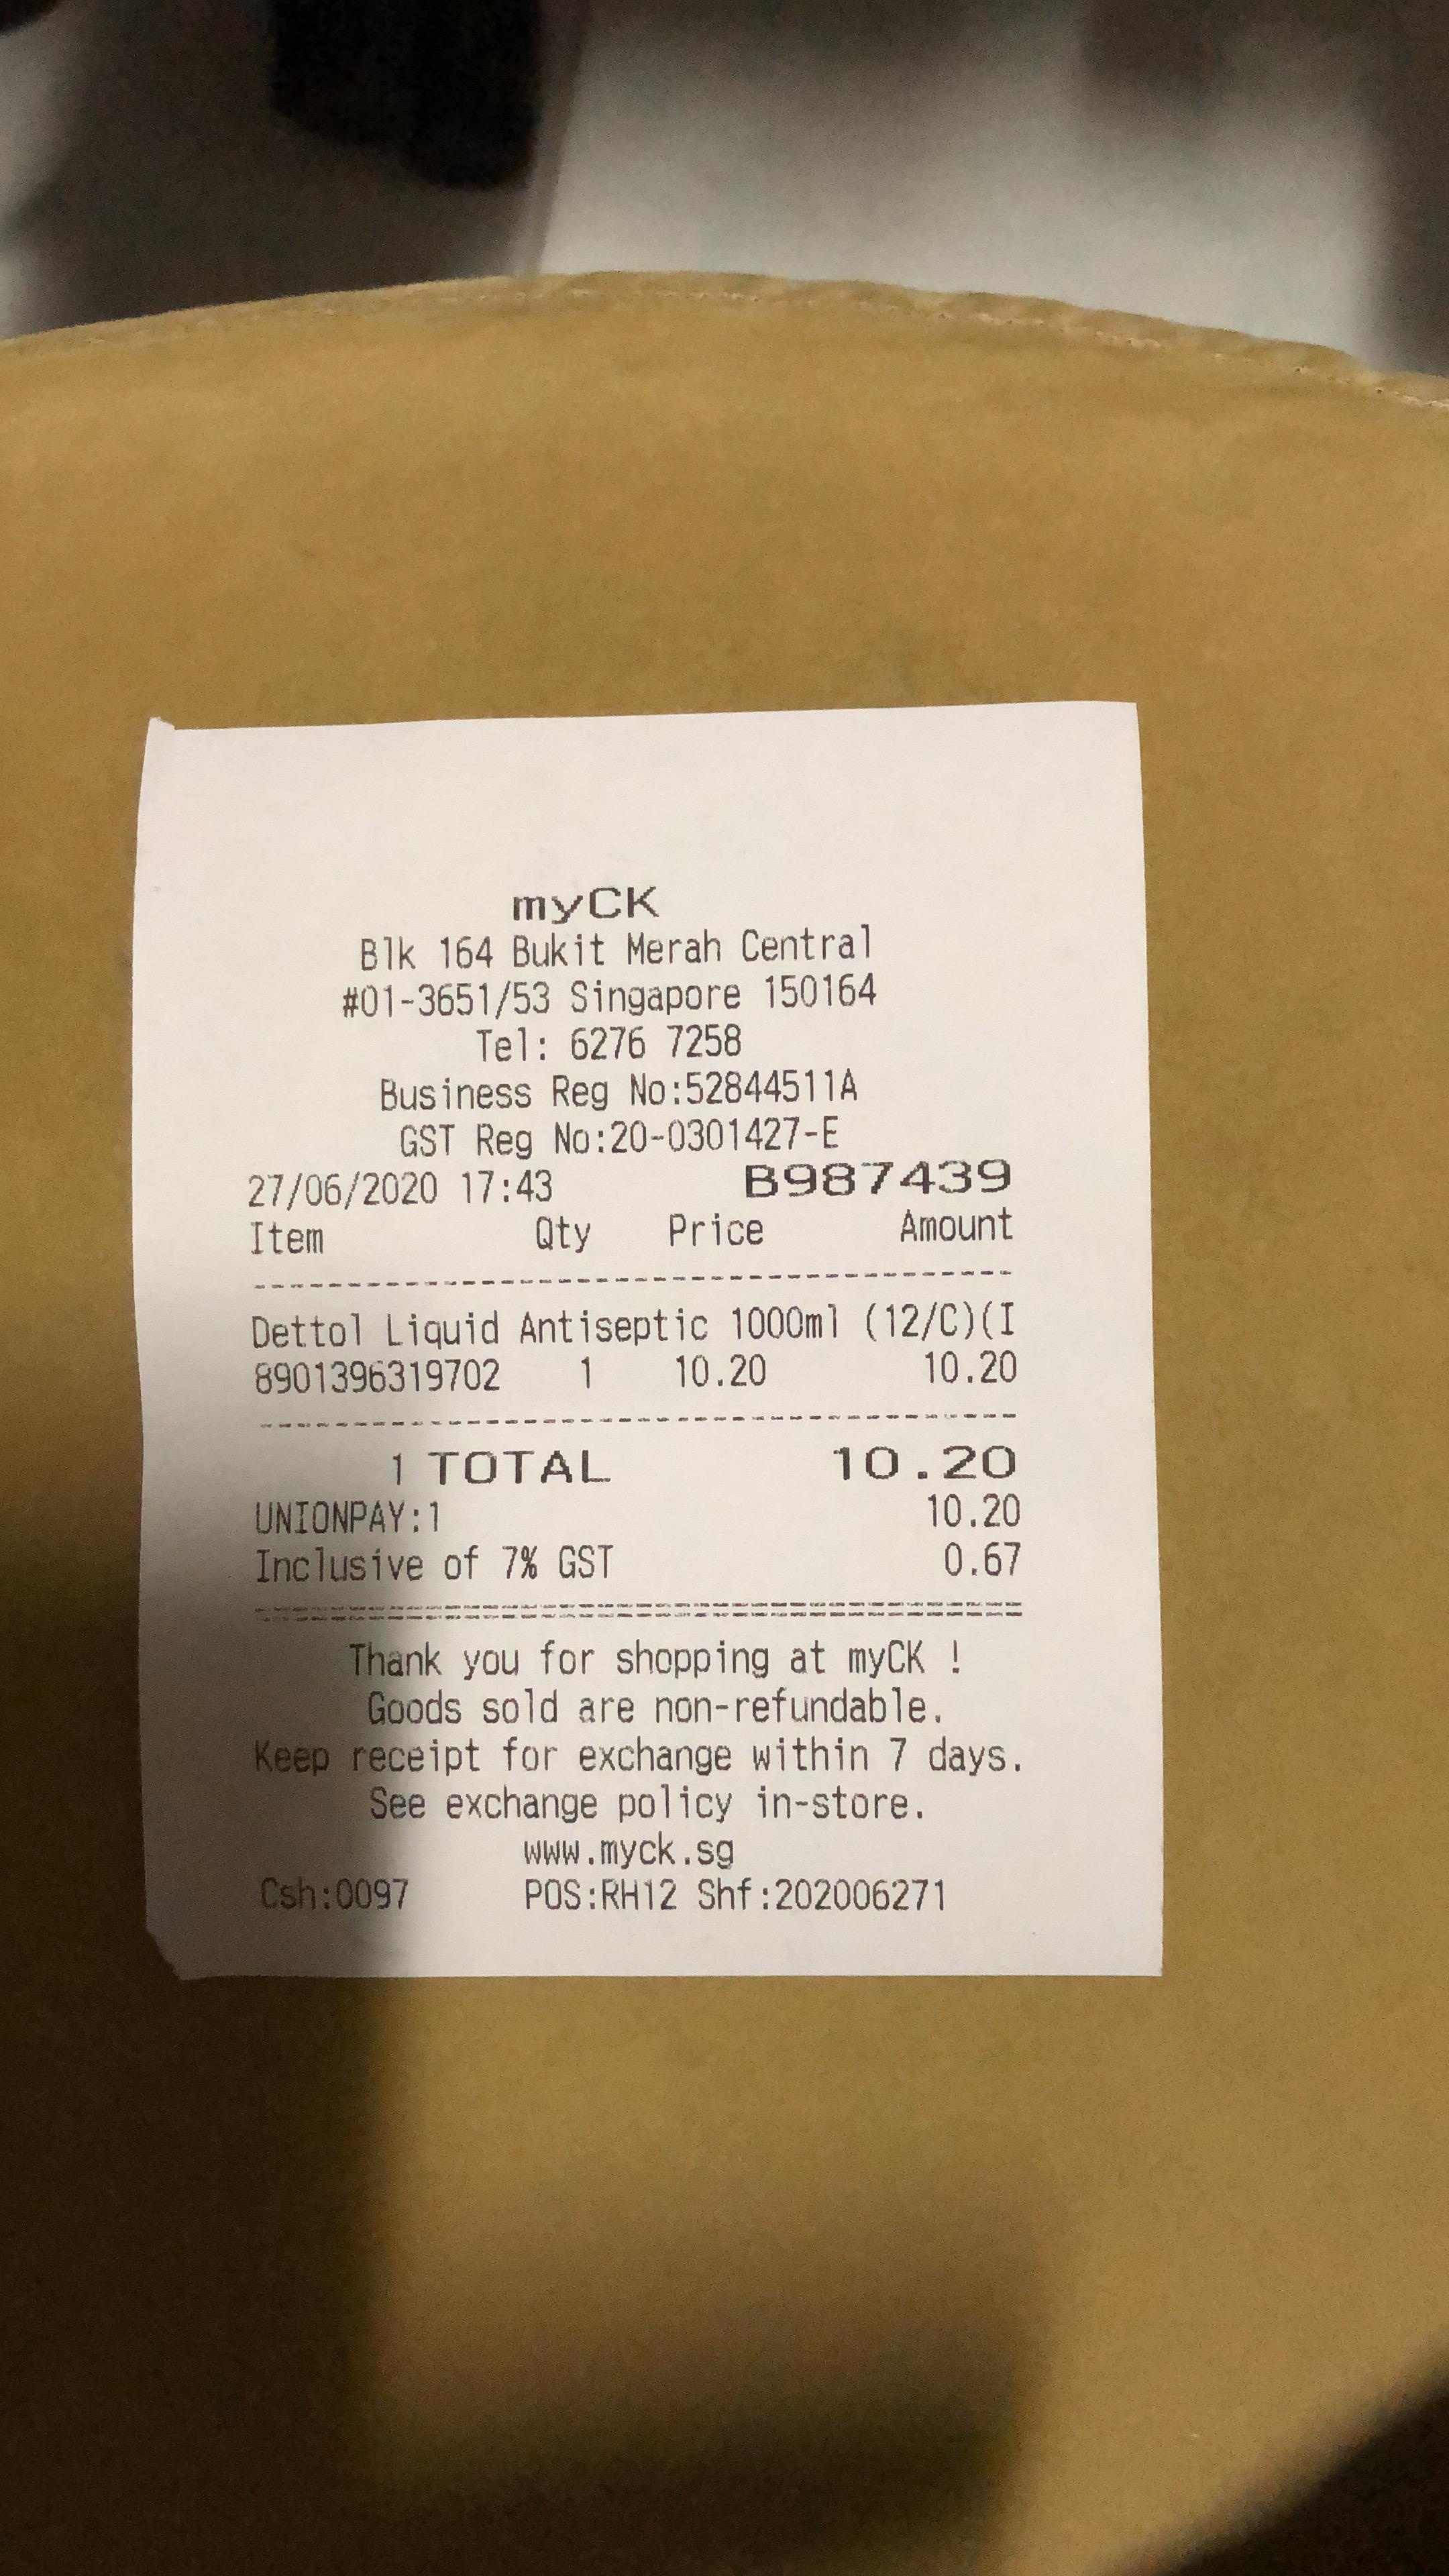 myCK
Blk 164 Bukit Merah Central
#01-3651/53 Singapore 150164
Tel: 6276 7258
Business Reg No:52844511A
GST Reg No:20-0301427-E
27/06/2020 17:43 B987439
Item Qty Price Amount
Dettol Liquid Antiseptic 1000ml (12/C)(I
8901396319702 1 10.20 10.20
1 TOTAL 10.20
UNIONPAY:1 10.20
Inclusive of 7% GST 0.67
Thank you for shopping at myCK !
Goods sold are non-refundable.
Keep receipt for exchange within 7 days.
See exchange policy in-store.
www.myck.sg
Csh:0097 POS:RH12 Shf:202006271